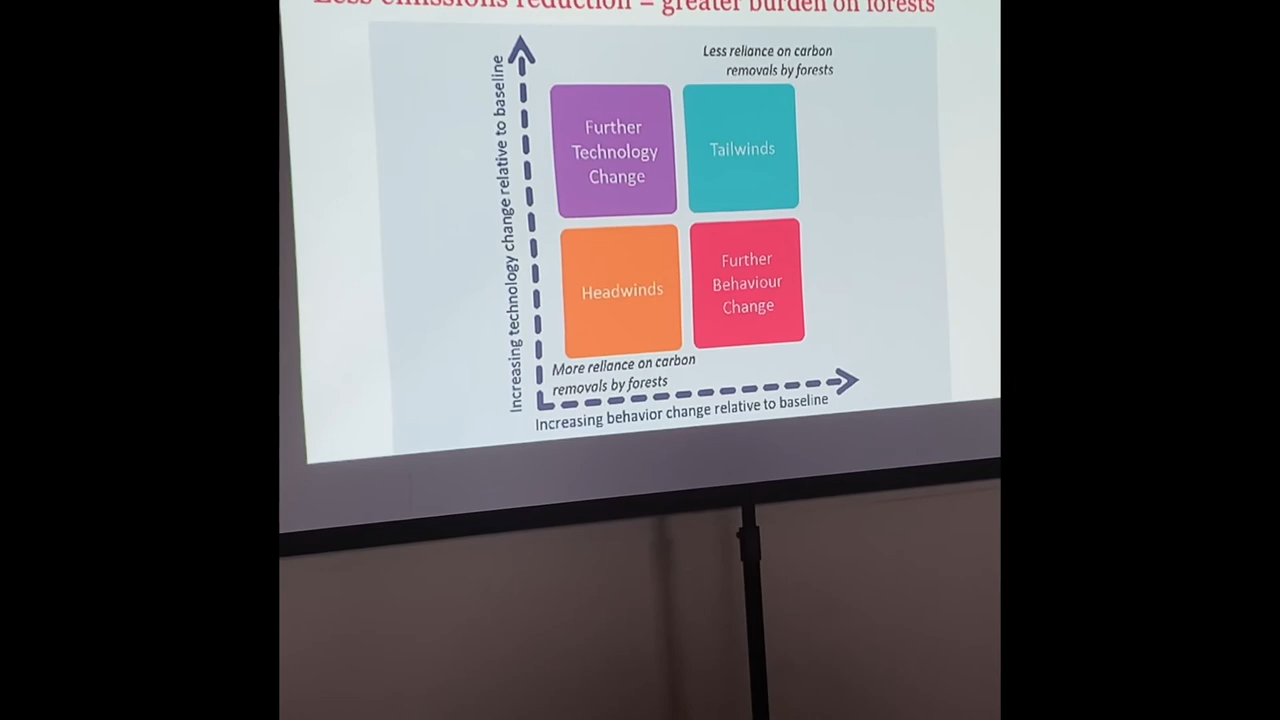 Less emissions reduction = greater burden on forests
Less reliance on carbon
removals by forests
Increasing technology change relative to baseline
Further
Technology
Change
Tailwinds
Headwinds
Further
Behaviour
Change
More reliance on carbon
removals by forests
Increasing behavior change relative to baseline